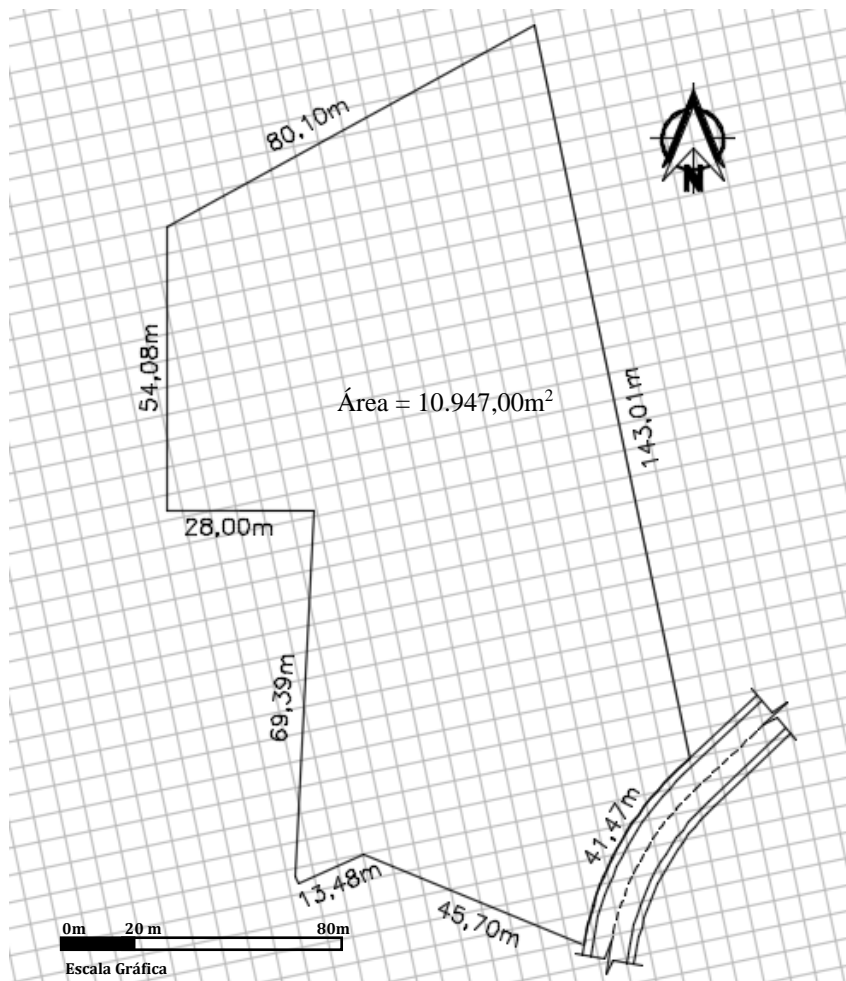 80,10m
N
54,08m
Área = 10.947,00m²
143,01m
28,00m
69,39m
41,47m
13,48m
45,70m
0m 20 m 80m
Escala Gráfica